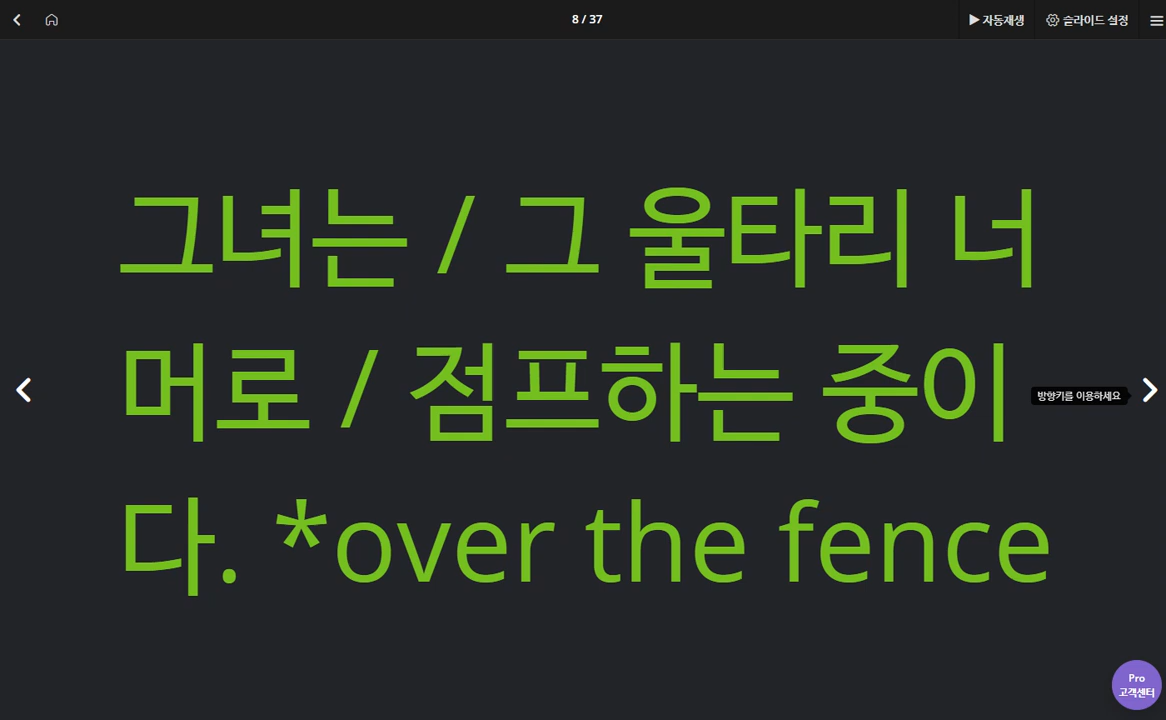 8 / 37
▶ 자동재생
슬라이드 설정
그녀는 / 그 울타리 너
머로 / 점프하는 중이
다. *over the fence
방향키를 이용하세요
Pro
고객센터